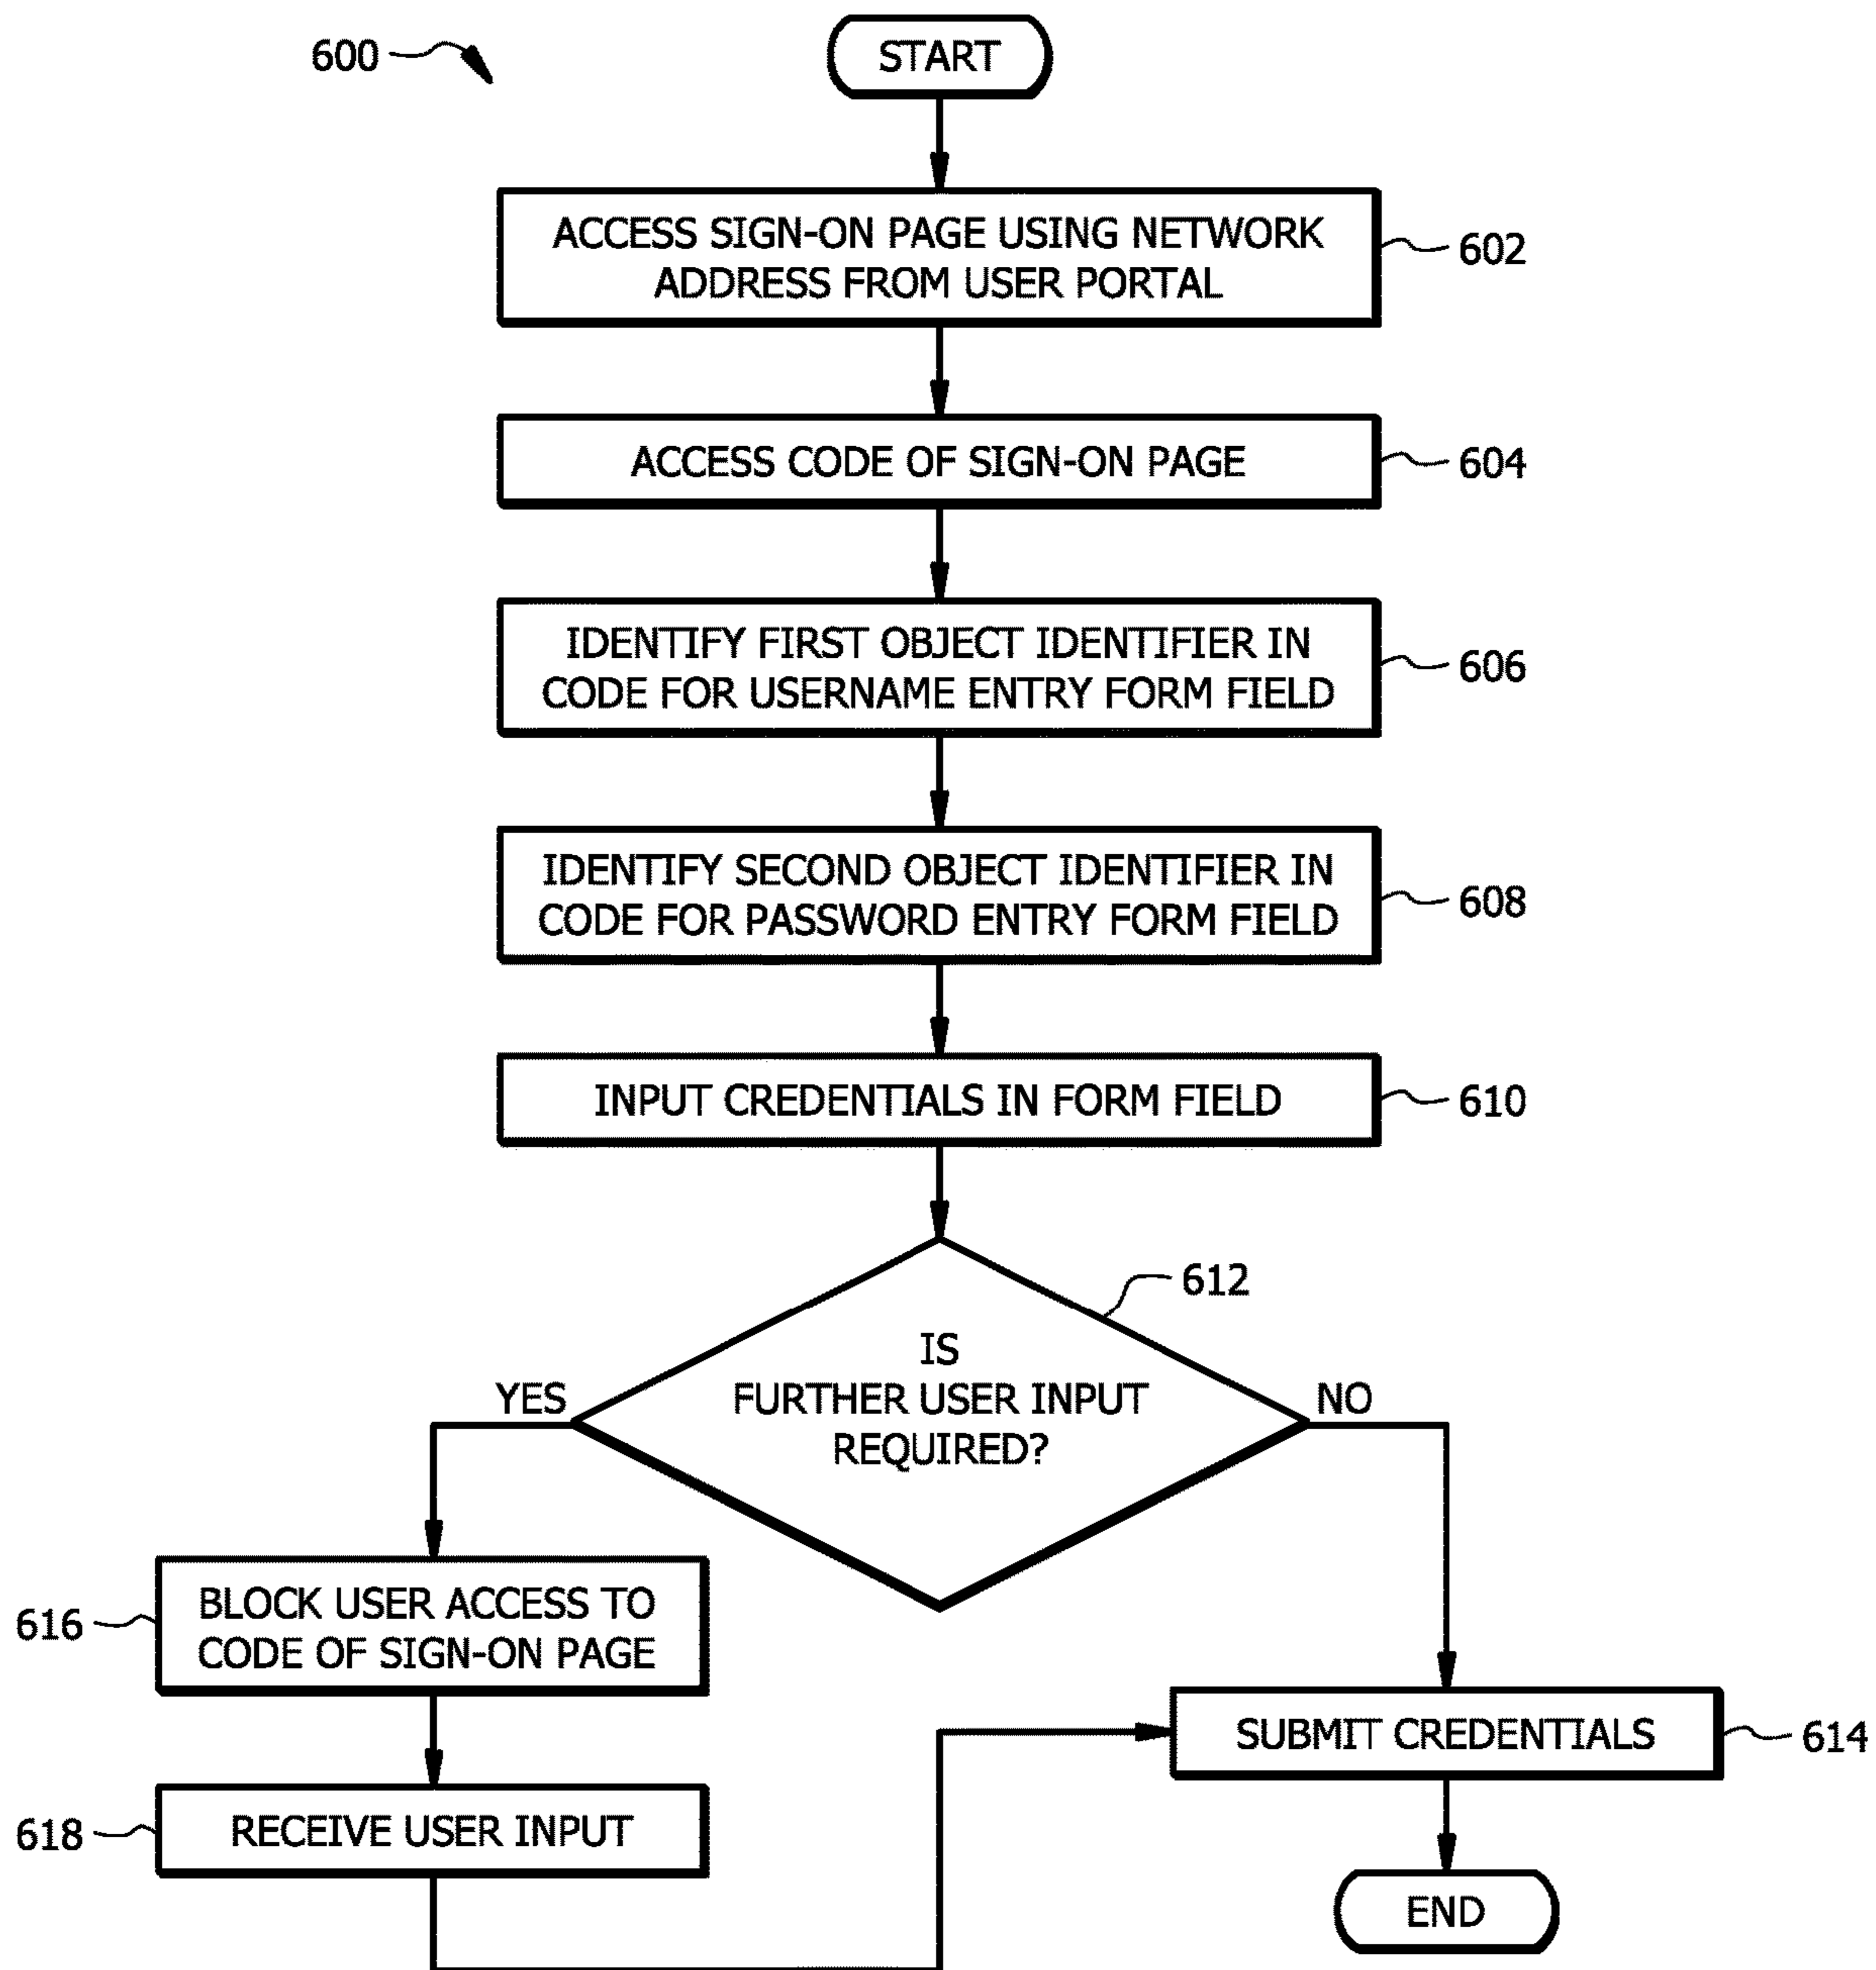 600
START
ACCESS SIGN-ON PAGE USING NETWORK
ADDRESS FROM USER PORTAL
602
ACCESS CODE OF SIGN-ON PAGE
604
IDENTIFY FIRST OBJECT IDENTIFIER IN
CODE FOR USERNAME ENTRY FORM FIELD
606
IDENTIFY SECOND OBJECT IDENTIFIER IN
CODE FOR PASSWORD ENTRY FORM FIELD
608
INPUT CREDENTIALS IN FORM FIELD
610
612
IS
FURTHER USER INPUT
REQUIRED?
YES
NO
616
BLOCK USER ACCESS TO
CODE OF SIGN-ON PAGE
SUBMIT CREDENTIALS
614
618
RECEIVE USER INPUT
END